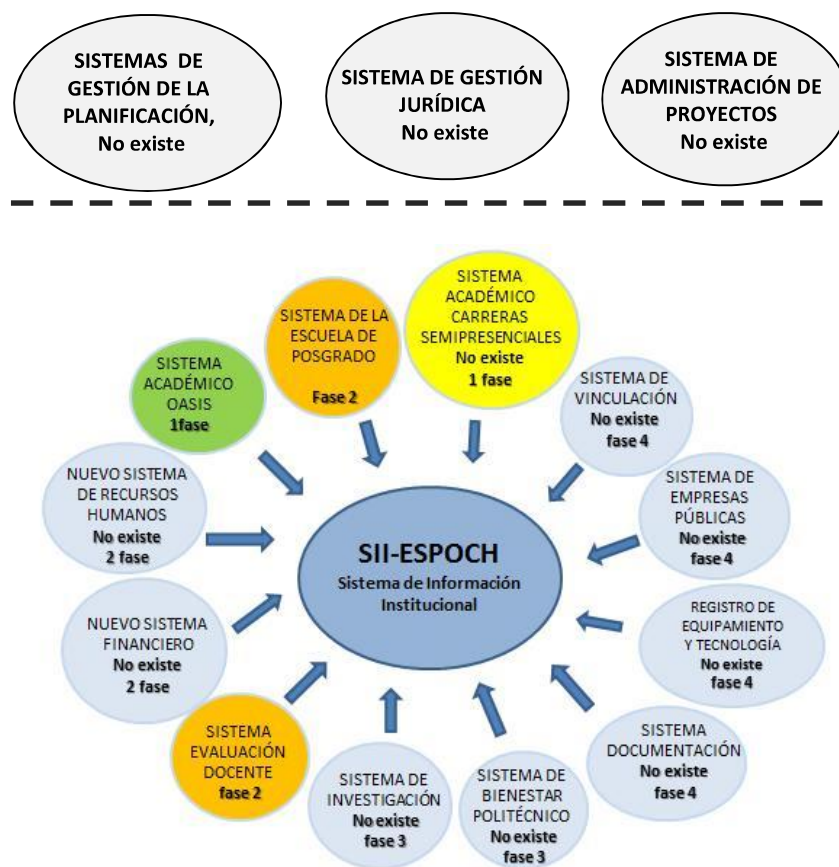 SISTEMAS DE
GESTIÓN DE LA
PLANIFICACIÓN,
No existe
SISTEMA DE GESTIÓN
JURÍDICA
No existe
SISTEMA DE
ADMINISTRACIÓN DE
PROYECTOS
No existe
SISTEMA
ACADÉMICO
CARRERAS
SEMIPRESENCIALES
No existe
1 fase
SISTEMA DE LA
ESCUELA DE
POSGRADO
Fase 2
SISTEMA
ACADÉMICO
OASIS
1fase
SISTEMA DE
VINCULACIÓN
No existe
fase 4
NUEVO SISTEMA
DE RECURSOS
HUMANOS
No existe
2 fase
SISTEMA DE
EMPRESAS
PÚBLICAS
No existe
fase 4
SII-ESPOCH
Sistema de Información
Institucional
NUEVO SISTEMA
FINANCIERO
No existe
2 fase
REGISTRO DE
EQUIPAMIENTO
Y TECNOLOGÍA
No existe
fase 4
SISTEMA
EVALUACIÓN
DOCENTE
fase 2
SISTEMA DE
INVESTIGACIÓN
No existe
fase 3
SISTEMA DE
BIENESTAR
POLITÉCNICO
No existe
fase 3
SISTEMA
DOCUMENTACIÓN
No existe
fase 4